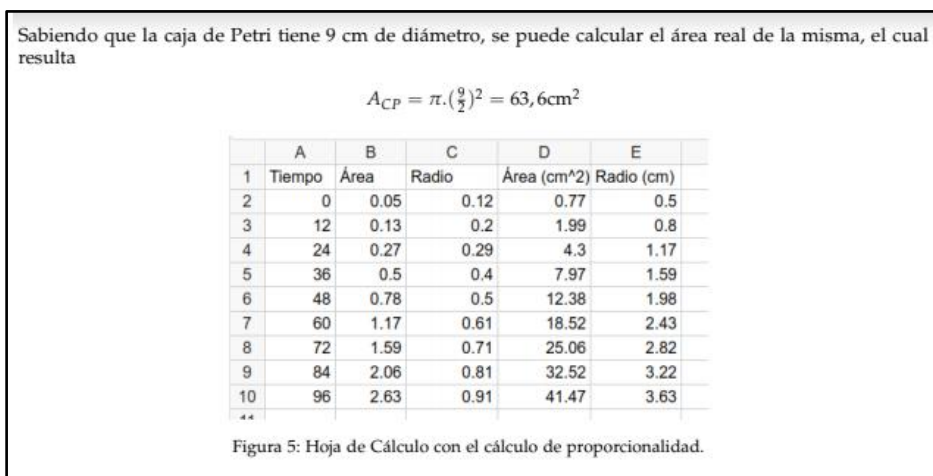 Sabiendo que la caja de Petri tiene 9 cm de diámetro, se puede calcular el área real de la misma, el cual
resulta
A_CP = π.(9/2)² = 63,6cm²
A B C D E
1 Tiempo Área Radio Área (cm^2) Radio (cm)
2 0 0.05 0.12 0.77 0.5
3 12 0.13 0.2 1.99 0.8
4 24 0.27 0.29 4.3 1.17
5 36 0.5 0.4 7.97 1.59
6 48 0.78 0.5 12.38 1.98
7 60 1.17 0.61 18.52 2.43
8 72 1.59 0.71 25.06 2.82
9 84 2.06 0.81 32.52 3.22
10 96 2.63 0.91 41.47 3.63
Figura 5: Hoja de Cálculo con el cálculo de proporcionalidad.